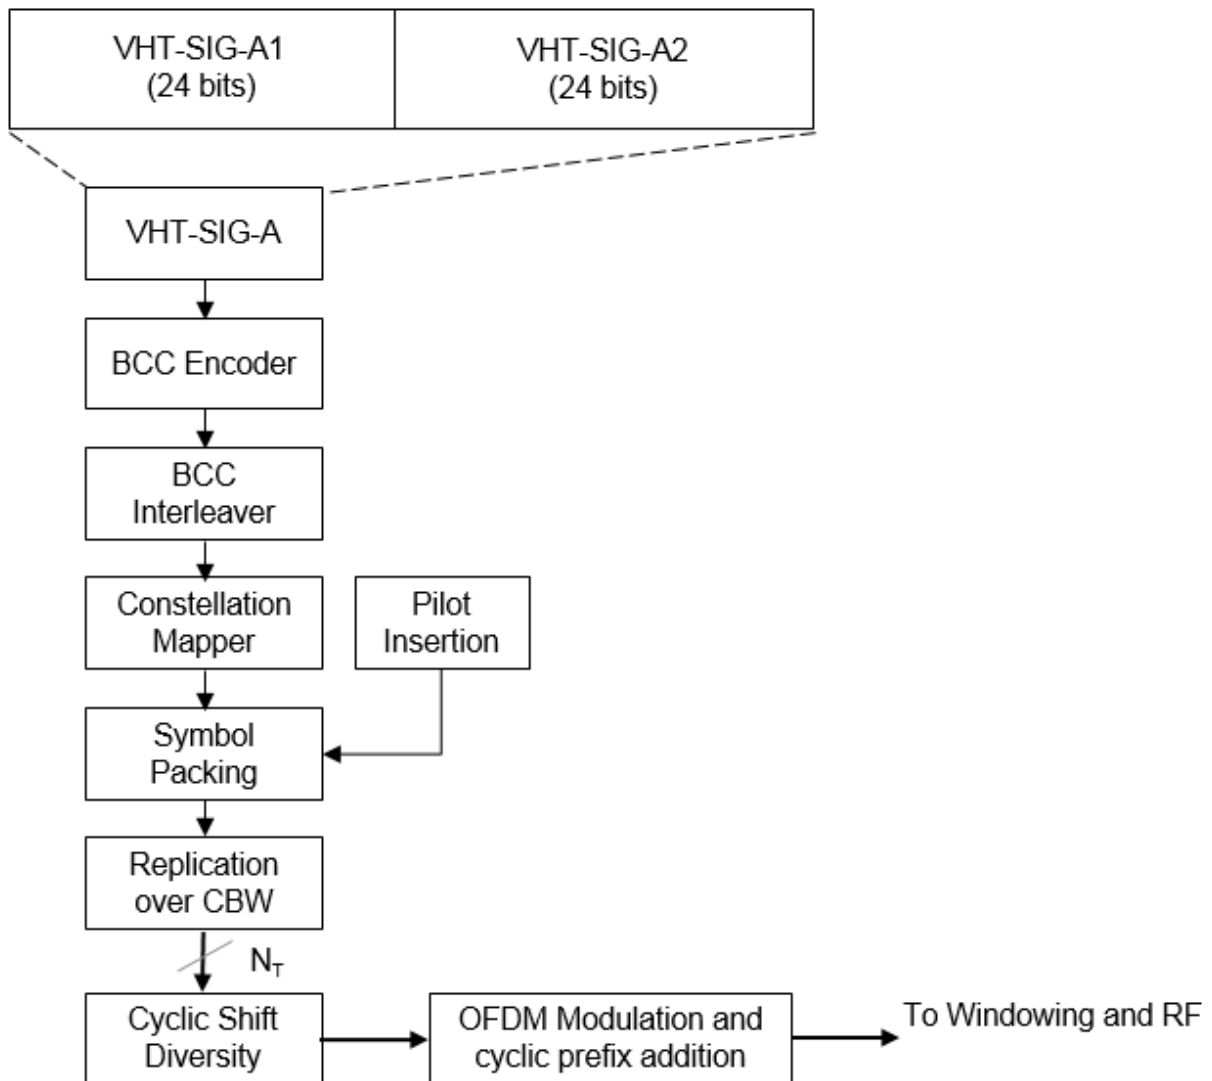 VHT-SIG-A1
(24 bits)
VHT-SIG-A2
(24 bits)
VHT-SIG-A
BCC Encoder
BCC
Interleaver
Constellation
Mapper
Pilot
Insertion
Symbol
Packing
Replication
over CBW
N_T
Cyclic Shift
Diversity
OFDM Modulation and
cyclic prefix addition
To Windowing and RF